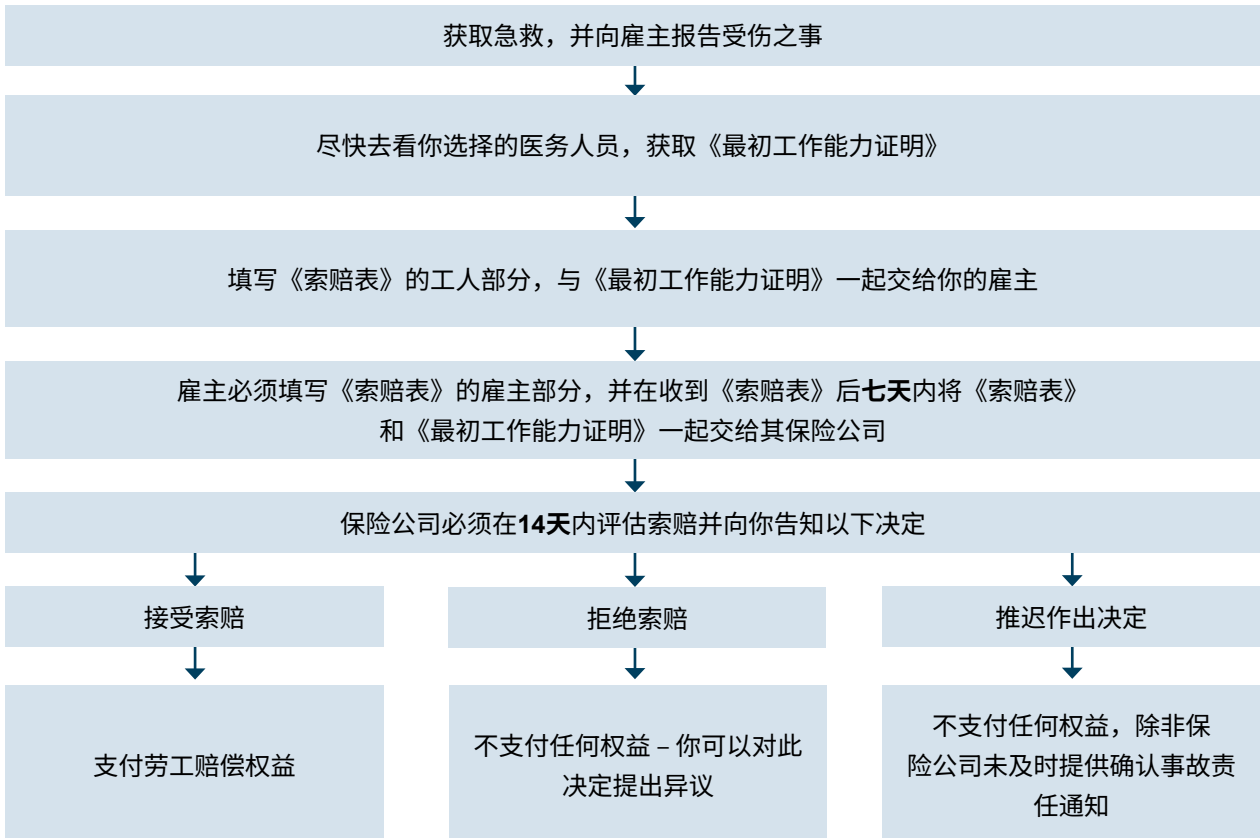 获取急救，并向雇主报告受伤之事
尽快去看你选择的医务人员，获取《最初工作能力证明》
填写《索赔表》的工人部分，与《最初工作能力证明》一起交给你的雇主
雇主必须填写《索赔表》的雇主部分，并在收到《索赔表》后七天内将《索赔表》
和《最初工作能力证明》一起交给其保险公司
保险公司必须在14天内评估索赔并向你告知以下决定
接受索赔
拒绝索赔
推迟作出决定
支付劳工赔偿权益
不支付任何权益 – 你可以对此
决定提出异议
不支付任何权益，除非保
险公司未及时提供确认事故责
任通知